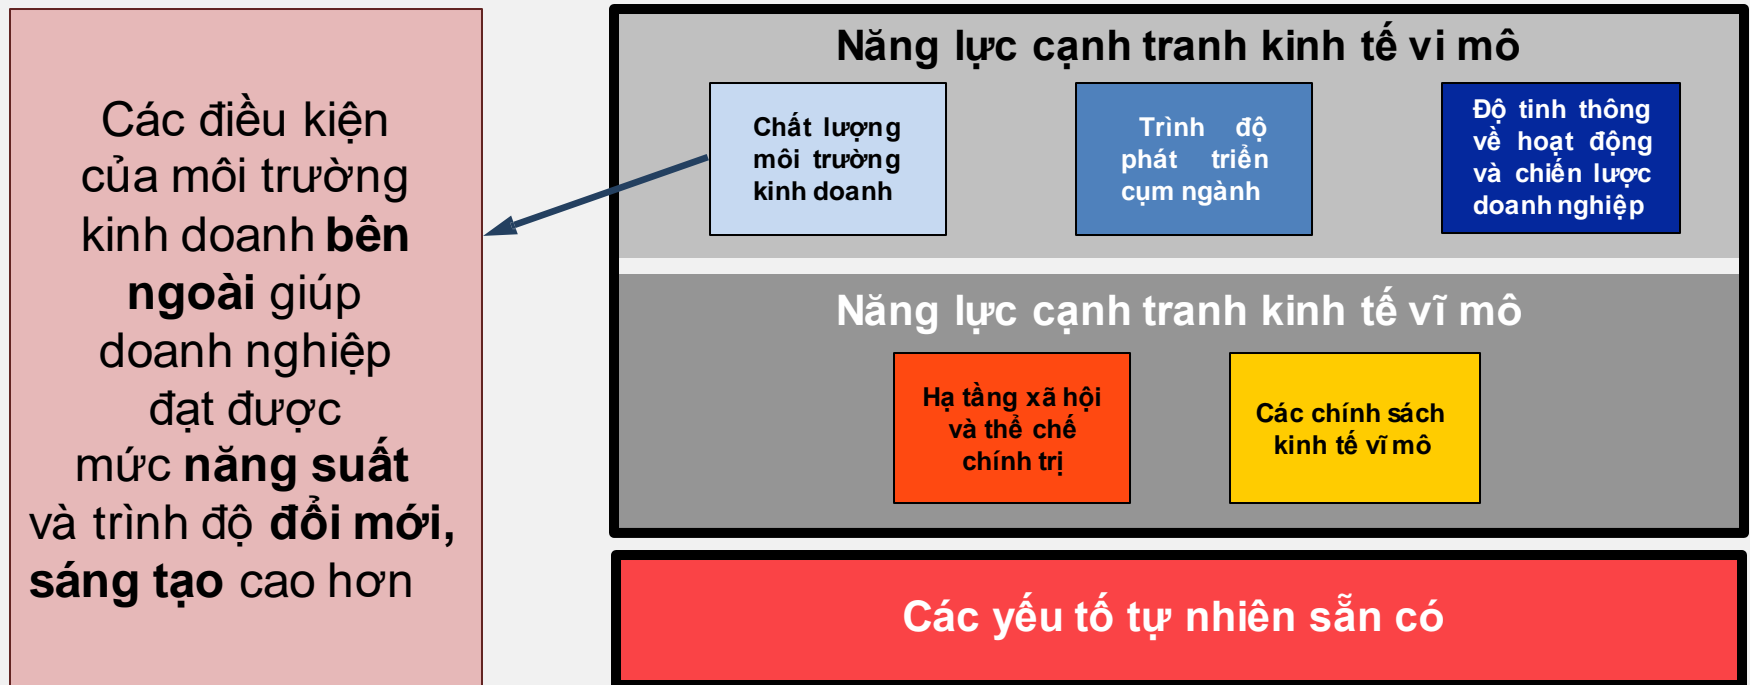 Các điều kiện
của môi trường
kinh doanh bên
ngoài giúp
doanh nghiệp
đạt được
mức năng suất
và trình độ đổi mới,
sáng tạo cao hơn
Năng lực cạnh tranh kinh tế vi mô
Chất lượng
môi trường
kinh doanh
Trình độ
phát triển
cụm ngành
Độ tinh thông
về hoạt động
và chiến lược
doanh nghiệp
Năng lực cạnh tranh kinh tế vĩ mô
Hạ tầng xã hội
và thể chế
chính trị
Các chính sách
kinh tế vĩ mô
Các yếu tố tự nhiên sẵn có